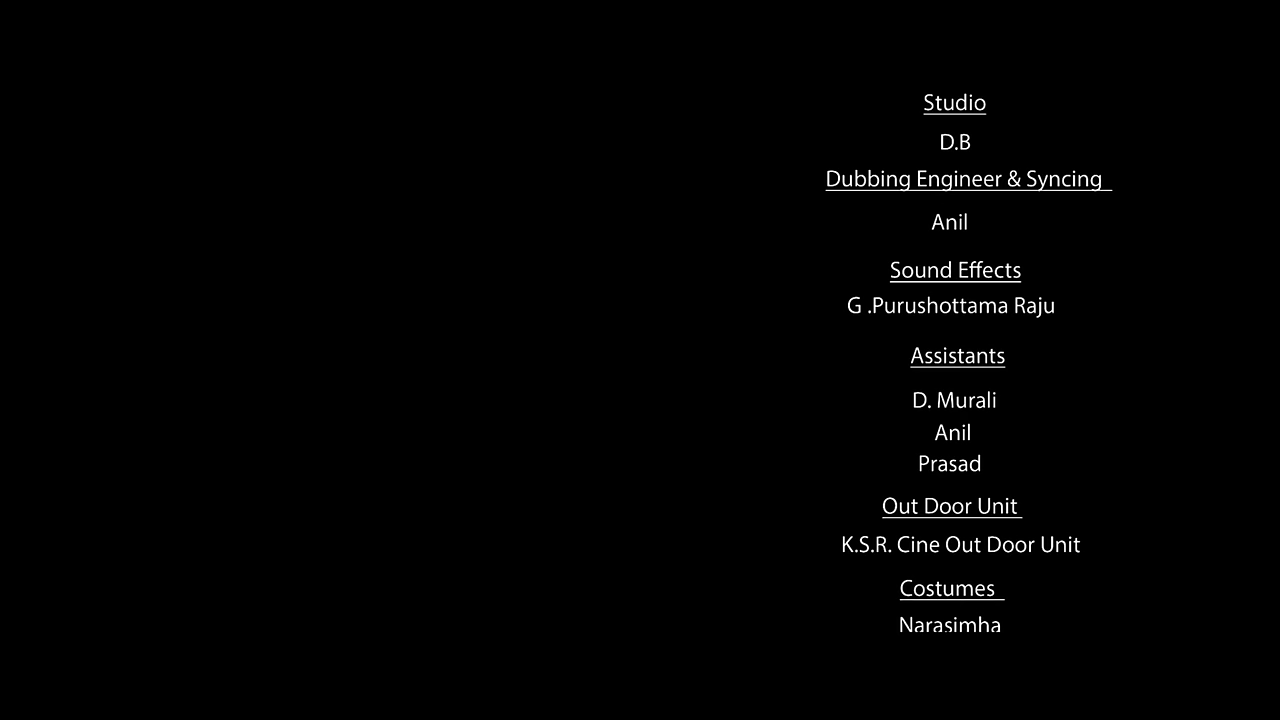 Studio
D.B
Dubbing Engineer & Syncing
Anil
Sound Effects
G .Purushottama Raju
Assistants
D. Murali
Anil
Prasad
Out Door Unit
K.S.R. Cine Out Door Unit
Costumes
Narasimha